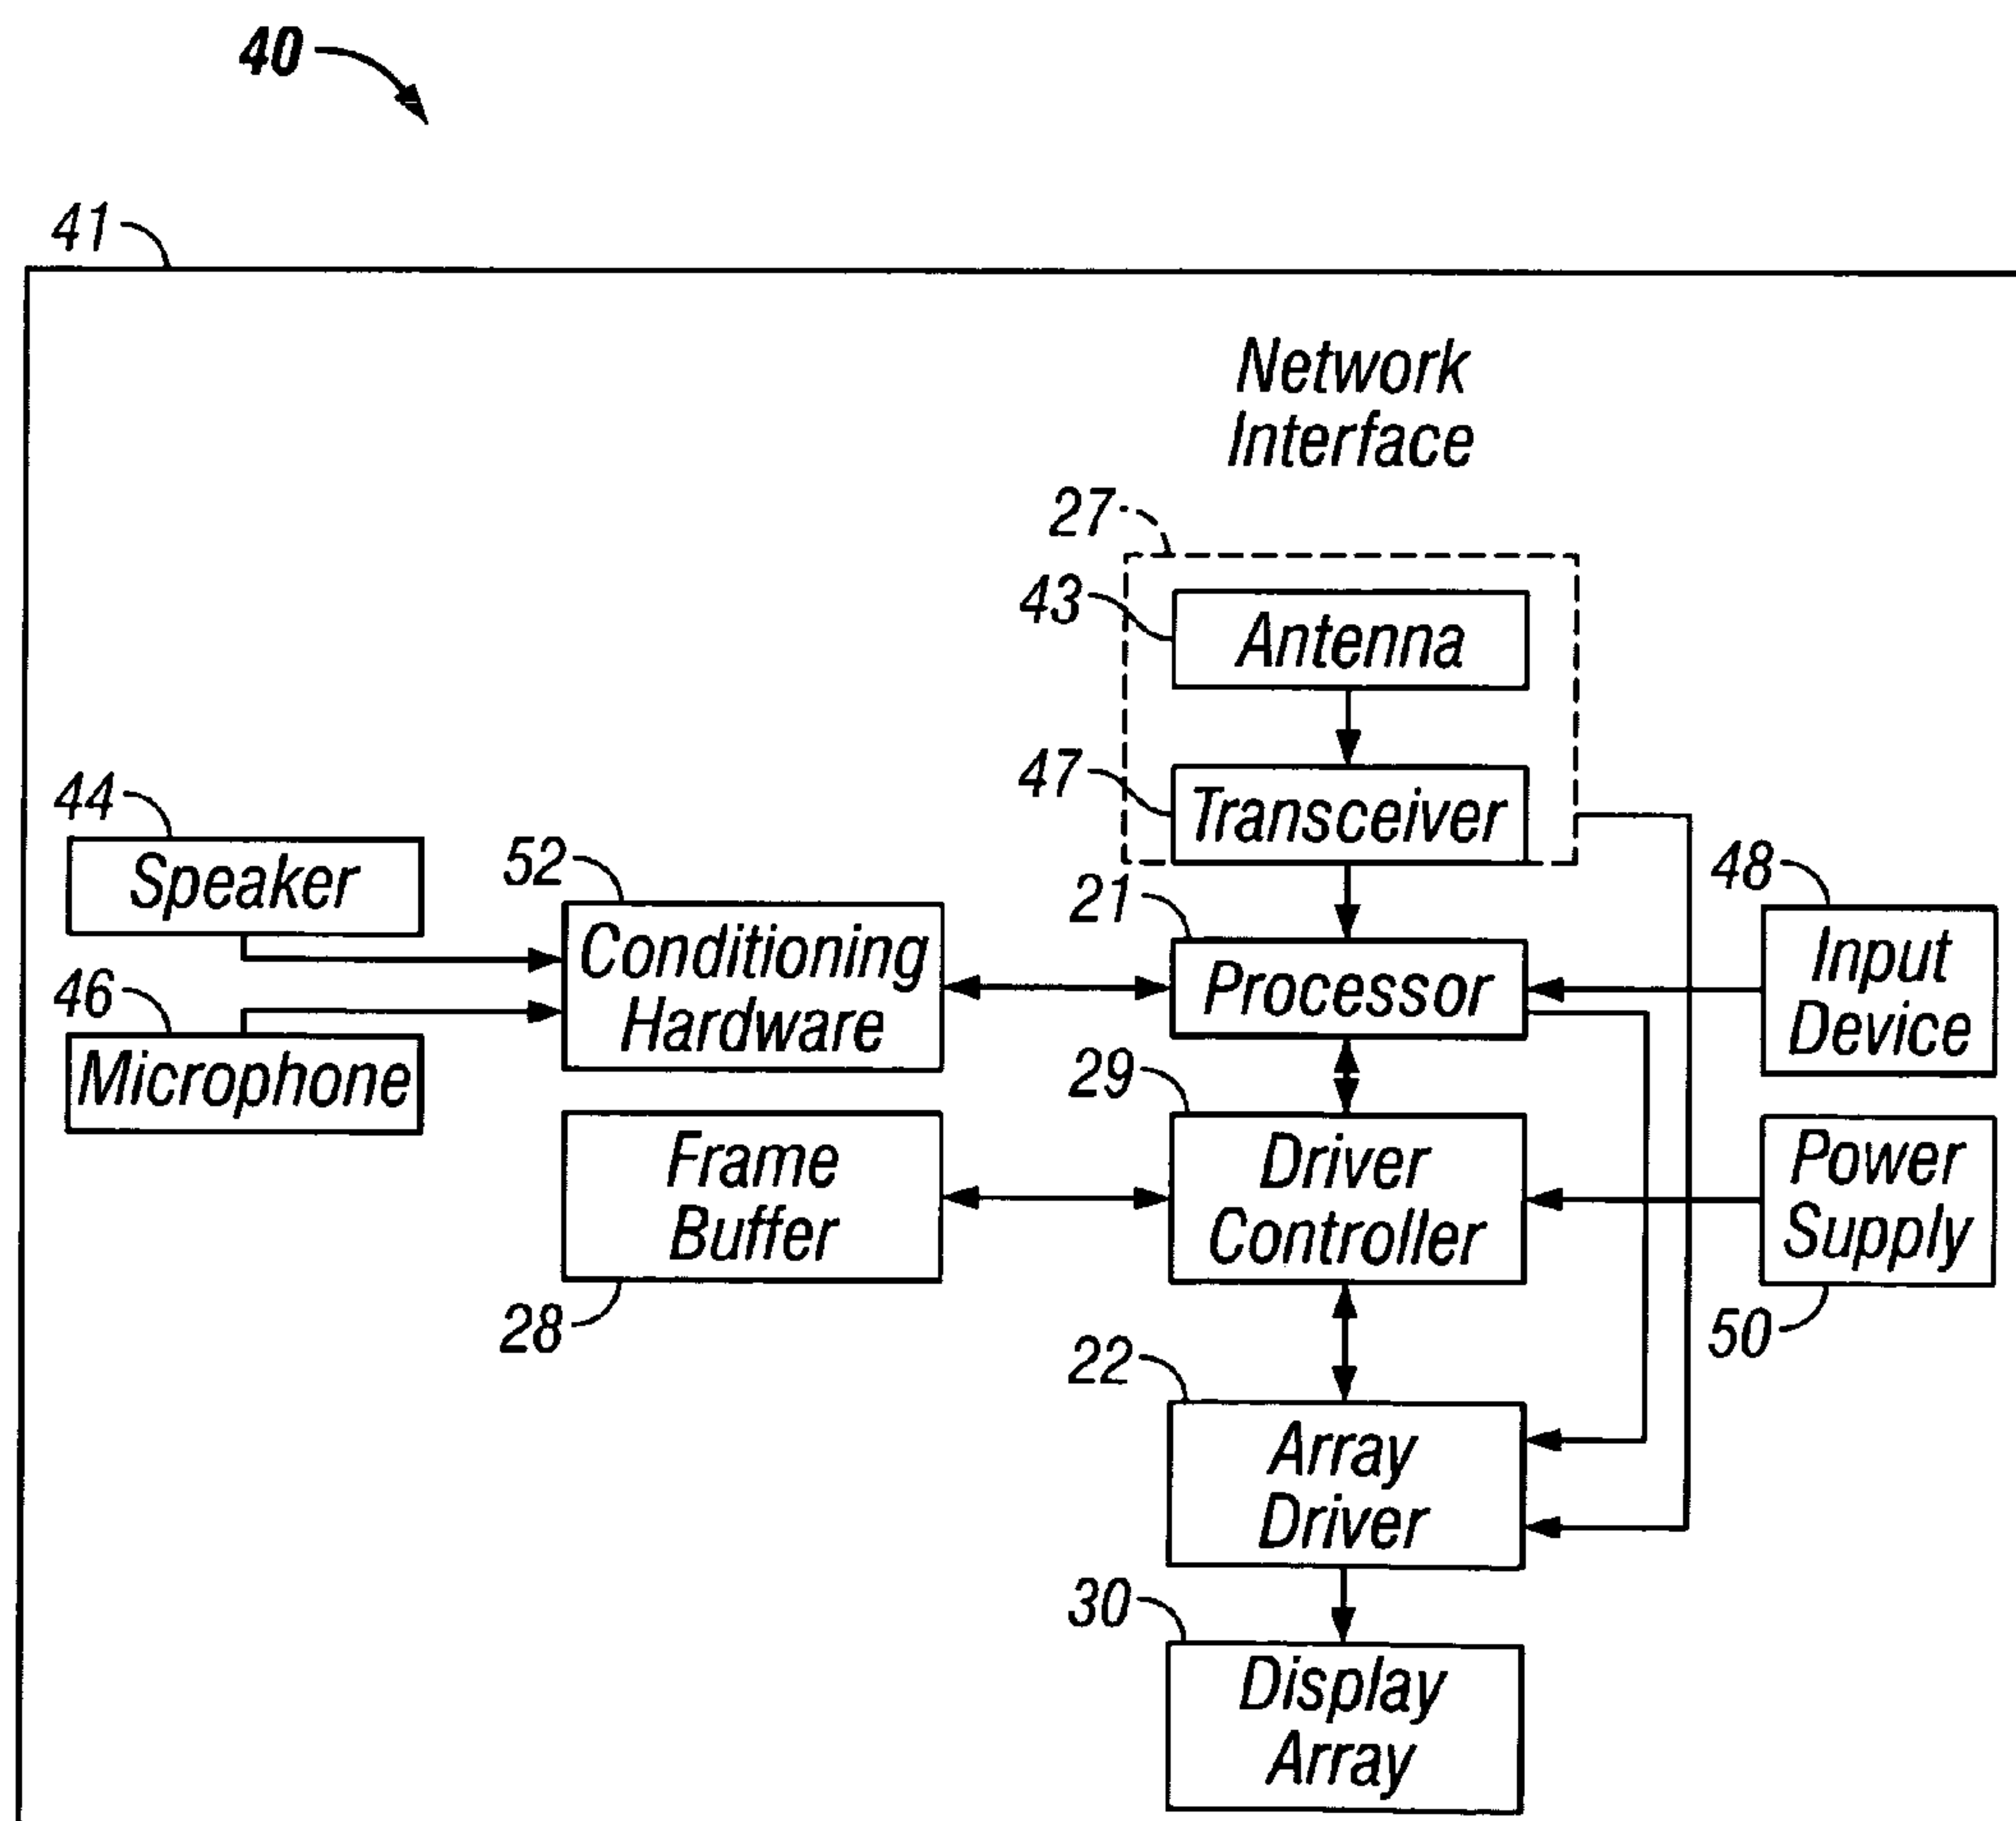 40
41
Network
Interface
27
43
Antenna
47
Transceiver
44
Speaker
52
Conditioning
Hardware
21
Processor
48
Input
Device
46
Microphone
29
Driver
Controller
Frame
Buffer
28
Power
Supply
50
22
Array
Driver
30
Display
Array